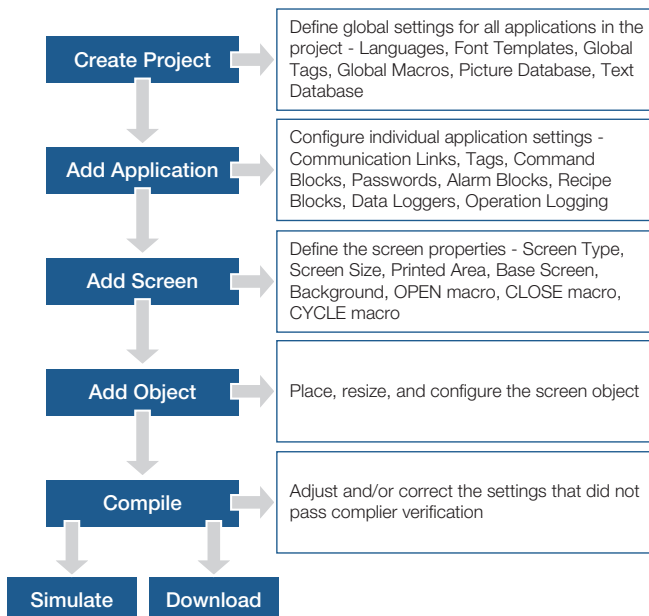 Create Project
Define global settings for all applications in the
project - Languages, Font Templates, Global
Tags, Global Macros, Picture Database, Text
Database
Add Application
Configure individual application settings -
Communication Links, Tags, Command
Blocks, Passwords, Alarm Blocks, Recipe
Blocks, Data Loggers, Operation Logging
Add Screen
Define the screen properties - Screen Type,
Screen Size, Printed Area, Base Screen,
Background, OPEN macro, CLOSE macro,
CYCLE macro
Add Object
Place, resize, and configure the screen object
Compile
Adjust and/or correct the settings that did not
pass complier verification
Simulate
Download